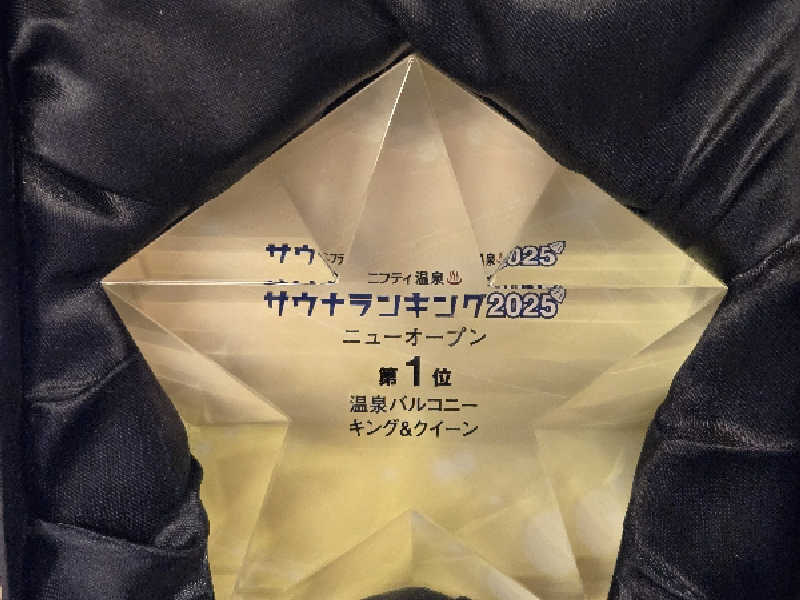 ニフティ温泉
サウナランキング2025
ニューオープン
第1位
温泉バルコニー
キング&クイーン